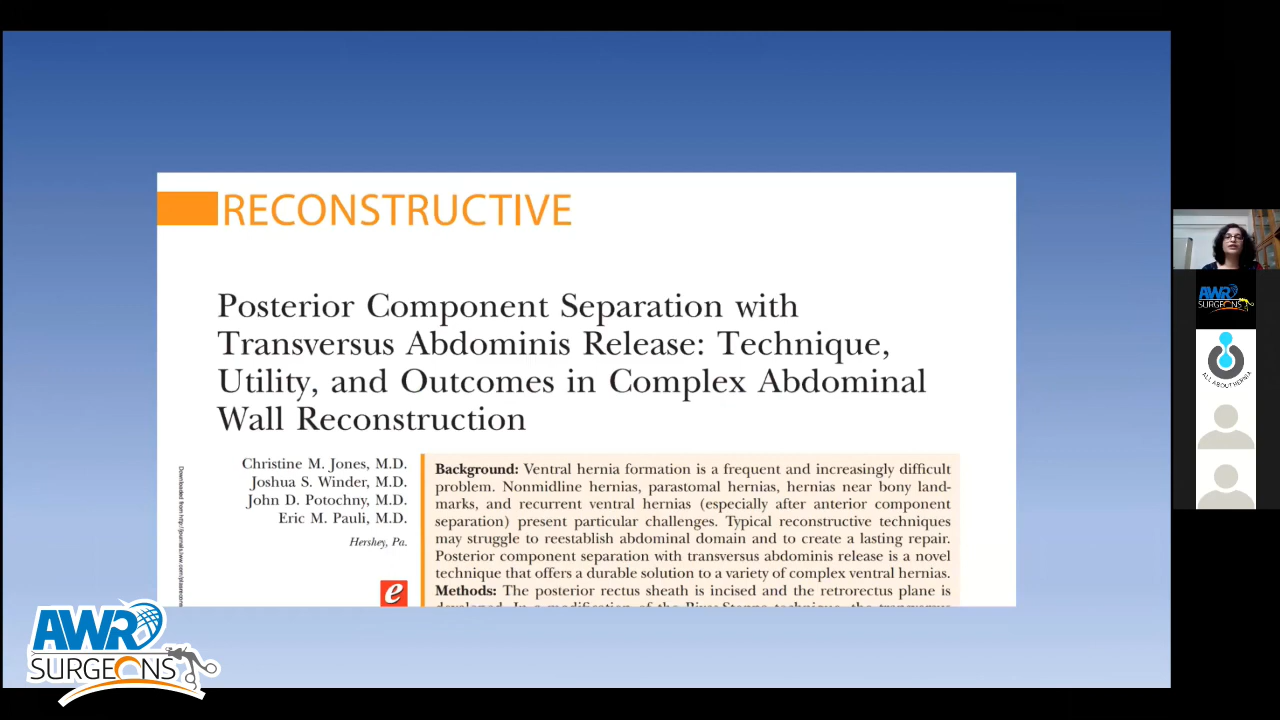 RECONSTRUCTIVE
Posterior Component Separation with
Transversus Abdominis Release: Technique,
Utility, and Outcomes in Complex Abdominal
Wall Reconstruction
Christine M. Jones, M.D.
Joshua S. Winder, M.D.
John D. Potochny, M.D.
Eric M. Pauli, M.D.
Hershey, Pa.
e
Background: Ventral hernia formation is a frequent and increasingly difficult
problem. Nonmidline hernias, parastomal hernias, hernias near bony land-
marks, and recurrent ventral hernias (especially after anterior component
separation) present particular challenges. Typical reconstructive techniques
may struggle to reestablish abdominal domain and to create a lasting repair.
Posterior component separation with transversus abdominis release is a novel
technique that offers a durable solution to a variety of complex ventral hernias.
Methods: The posterior rectus sheath is incised and the retrorectus plane is
Downloaded from
AWR
SURGEONS
AWR
SURGEONS
ALL ABOUT HERNIA